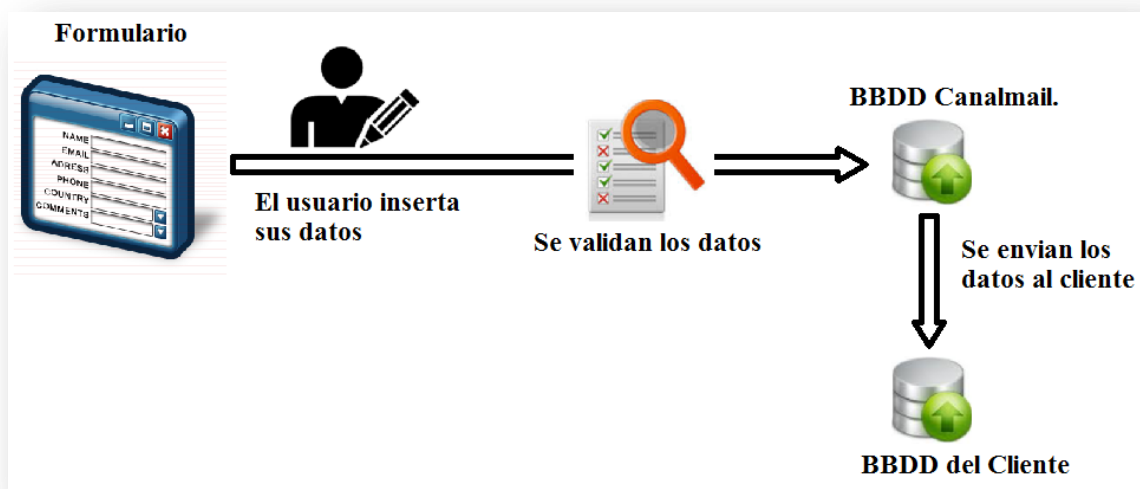 Formulario
NAME
EMAIL
ADRESS
PHONE
COUNTRY
COMMENTS
El usuario inserta
sus datos
Se validan los datos
BBDD Canalmail.
Se envian los
datos al cliente
BBDD del Cliente